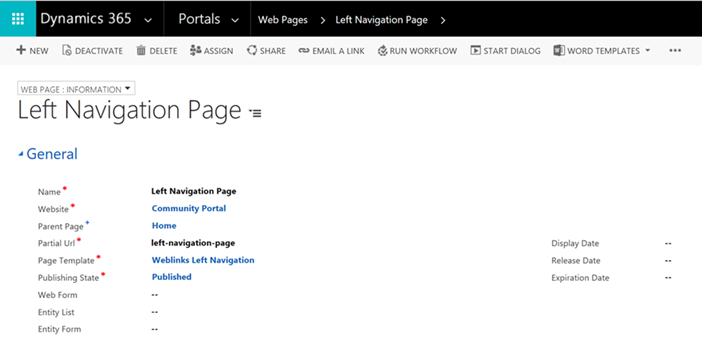 Dynamics 365 Portals Web Pages Left Navigation Page
NEW DEACTIVATE DELETE ASSIGN SHARE EMAIL A LINK RUN WORKFLOW START DIALOG WORD TEMPLATES ...
WEB PAGE : INFORMATION
Left Navigation Page
General
Name * Left Navigation Page
Website * Community Portal
Parent Page * Home
Partial Url * left-navigation-page Display Date --
Page Template * Weblinks Left Navigation Release Date --
Publishing State * Published Expiration Date --
Web Form --
Entity List --
Entity Form --